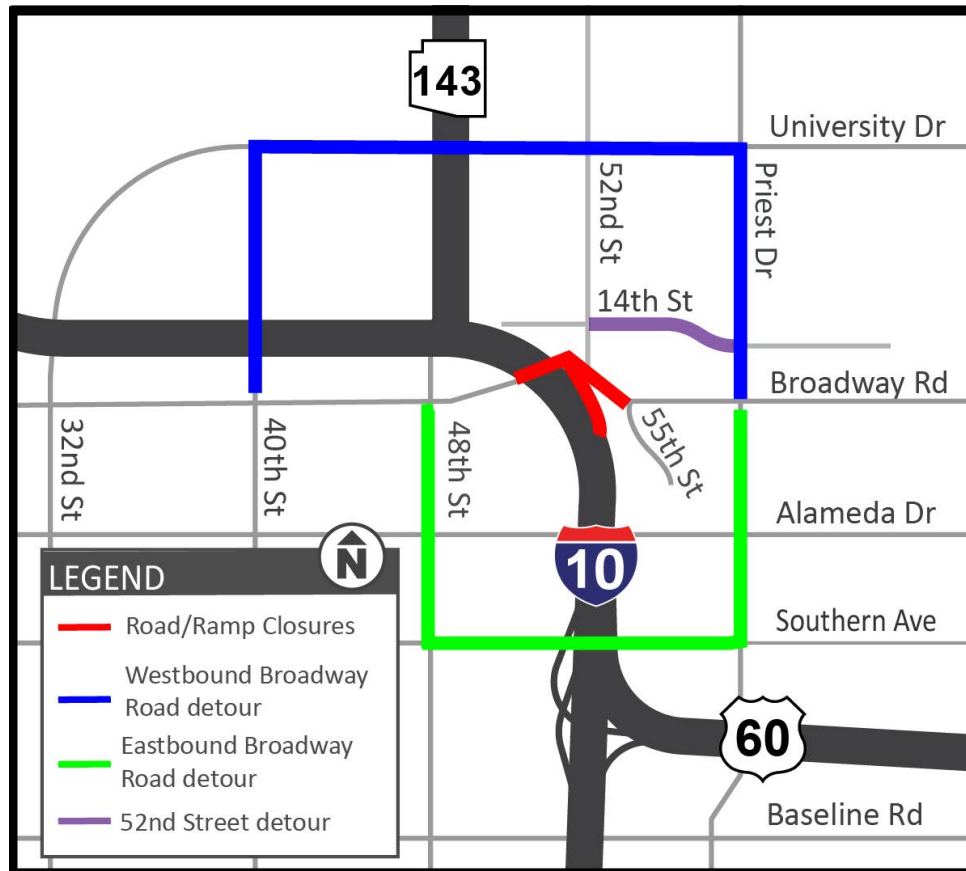 143
University Dr
52nd St
Priest Dr
14th St
Broadway Rd
32nd St
40th St
48th St
55th St
Alameda Dr
10
N
LEGEND
Road/Ramp Closures
Westbound Broadway
Road detour
Eastbound Broadway
Road detour
52nd Street detour
Southern Ave
60
Baseline Rd